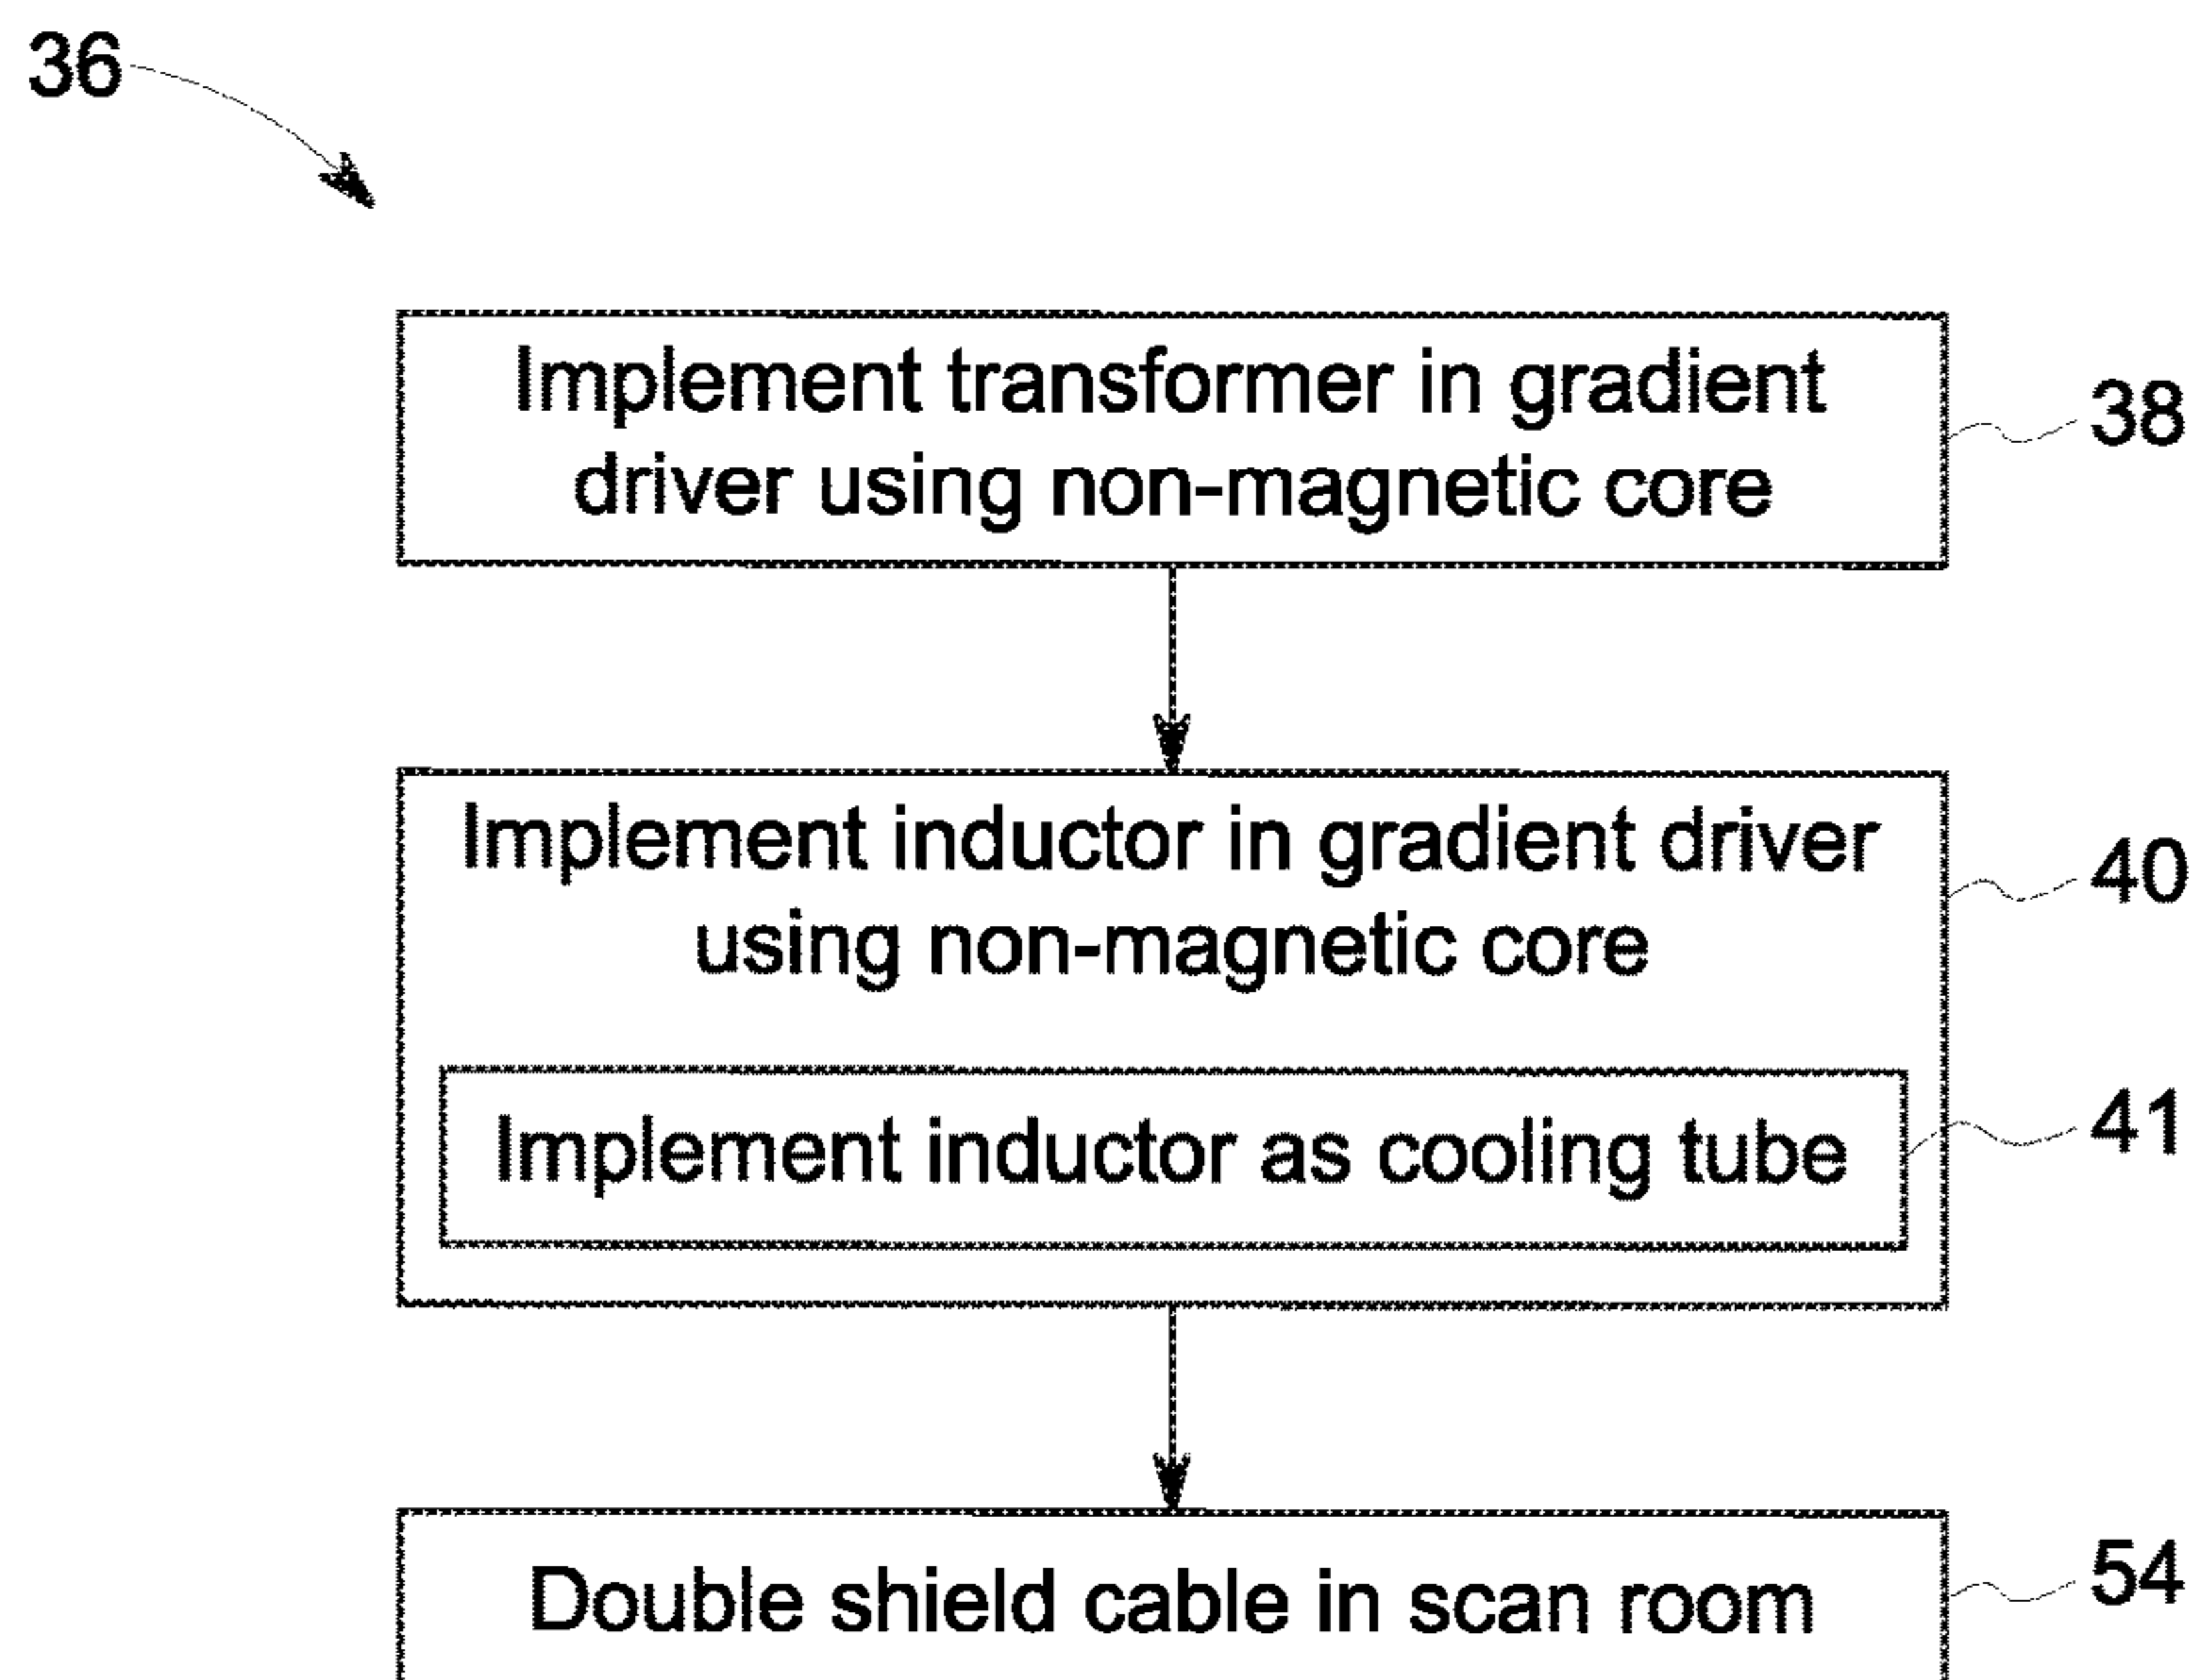 36
Implement transformer in gradient
driver using non-magnetic core
38
Implement inductor in gradient driver
using non-magnetic core
40
Implement inductor as cooling tube
41
Double shield cable in scan room
54